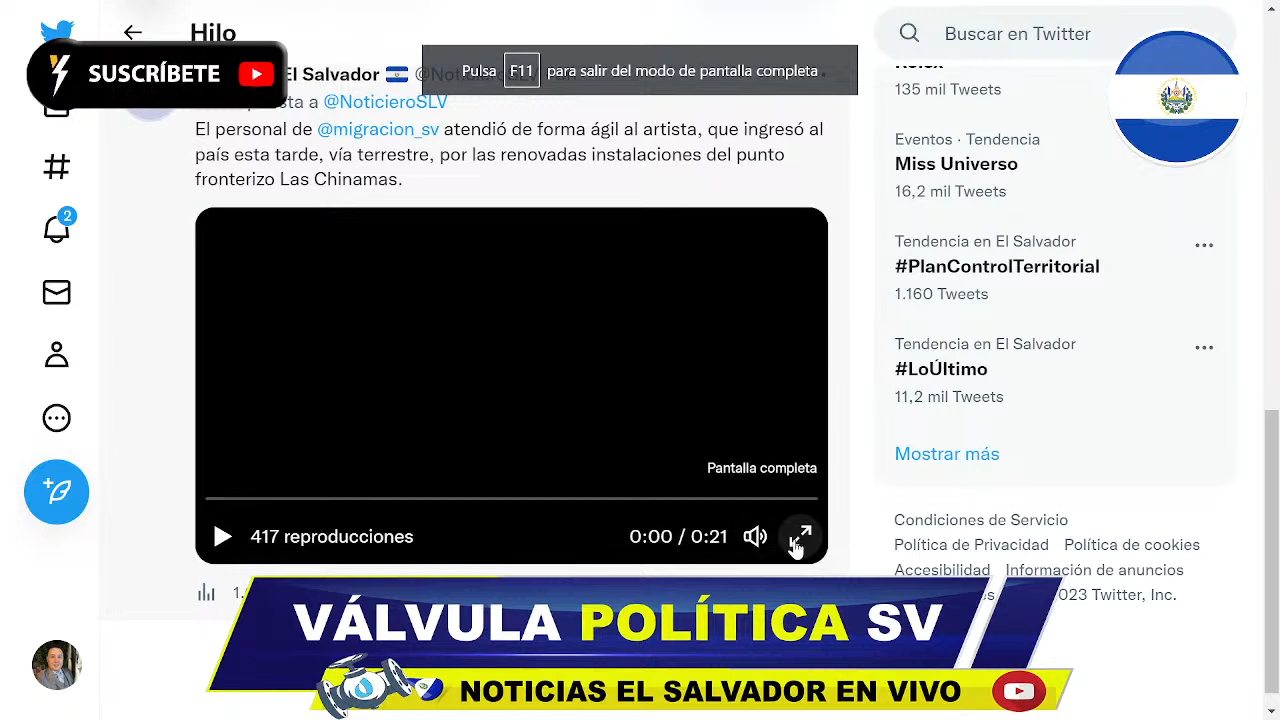 Hilo
Buscar en Twitter
Pulsa F11 para salir del modo de pantalla completa
SUSCRÍBETE
El Salvador
@NoticieroSLV
135 mil Tweets
El personal de @migracion_sv atendió de forma ágil al artista, que ingresó al
país esta tarde, vía terrestre, por las renovadas instalaciones del punto
fronterizo Las Chinamas.
Pantalla completa
417 reproducciones
0:00 / 0:21
Eventos · Tendencia
Miss Universo
16,2 mil Tweets
Tendencia en El Salvador
#PlanControlTerritorial
1.160 Tweets
Tendencia en El Salvador
#LoÚltimo
11,2 mil Tweets
Mostrar más
Condiciones de Servicio
Política de Privacidad Política de cookies
Accesibilidad Información de anuncios
Twitter, Inc.
2
VÁLVULA POLÍTICA SV
NOTICIAS EL SALVADOR EN VIVO